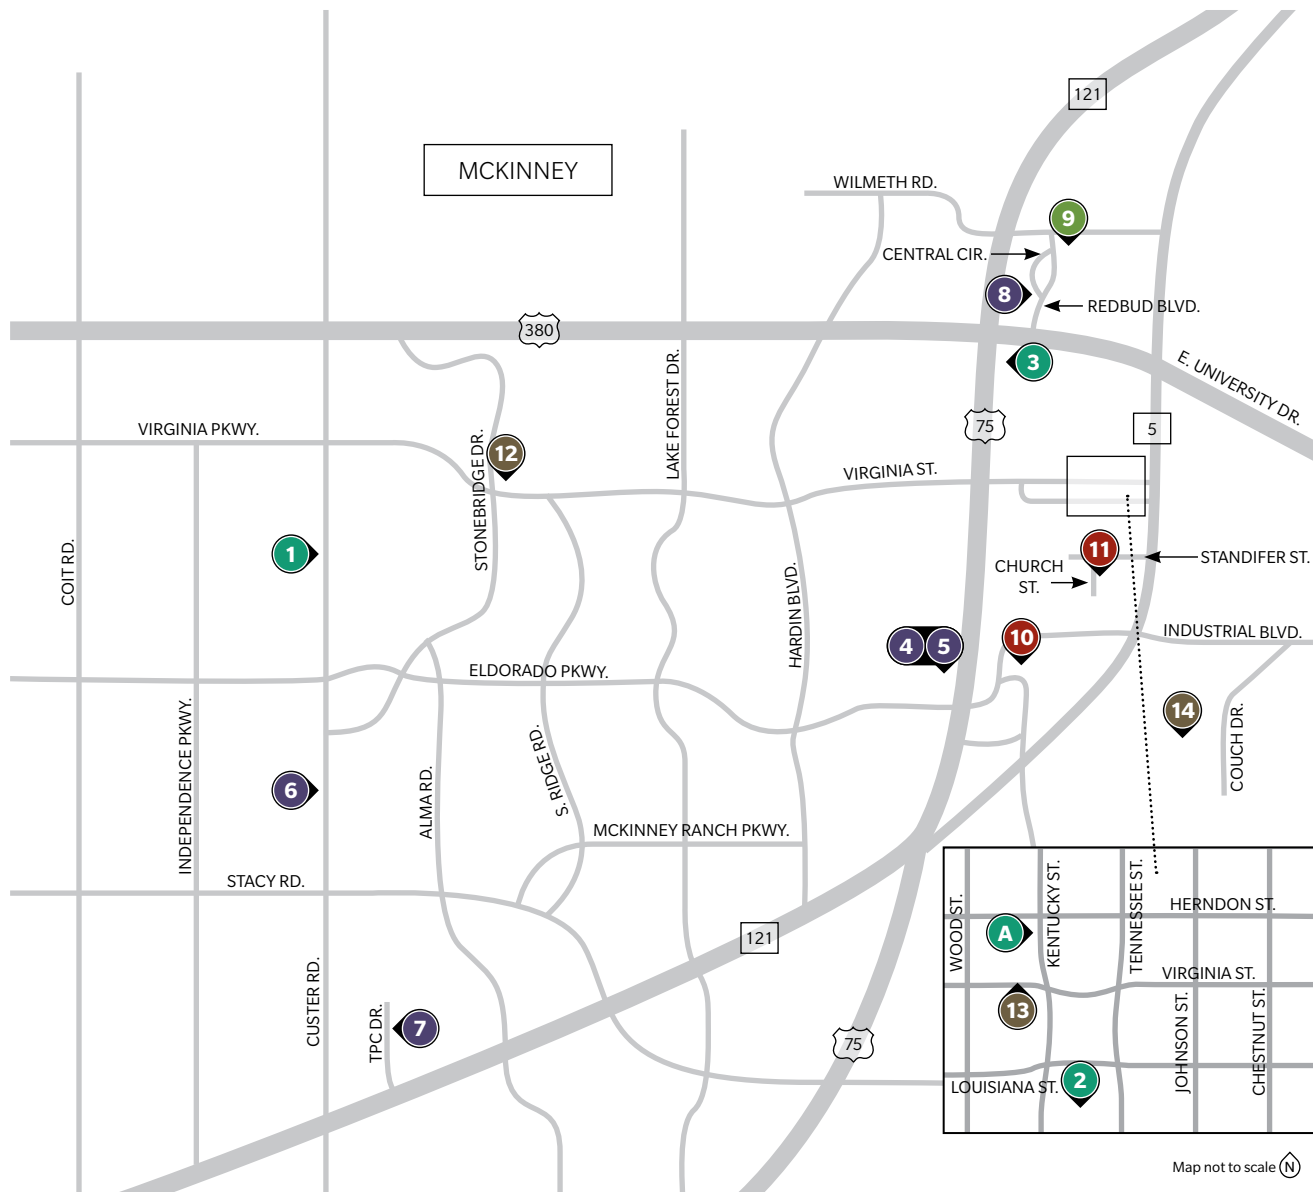 121
MCKINNEY
WILMETH RD.
9
CENTRAL CIR.
8
REDBUD BLVD.
380
3
E. UNIVERSITY DR.
LAKE FOREST DR.
VIRGINIA PKWY.
75
5
STONEBRIDGE DR.
12
VIRGINIA ST.
COIT RD.
1
11
STANDIFER ST.
CHURCH
ST.
HARDIN BLVD.
4
5
10
INDUSTRIAL BLVD.
ELDORADO PKWY.
14
COUCH DR.
INDEPENDENCE PKWY.
6
ALMA RD.
S. RIDGE RD.
MCKINNEY RANCH PKWY.
STACY RD.
WOOD ST.
KENTUCKY ST.
TENNESSEE ST.
HERNDON ST.
A
121
VIRGINIA ST.
CUSTER RD.
TPC DR.
7
75
13
JOHNSON ST.
CHESTNUT ST.
LOUISIANA ST.
2
Map not to scale N